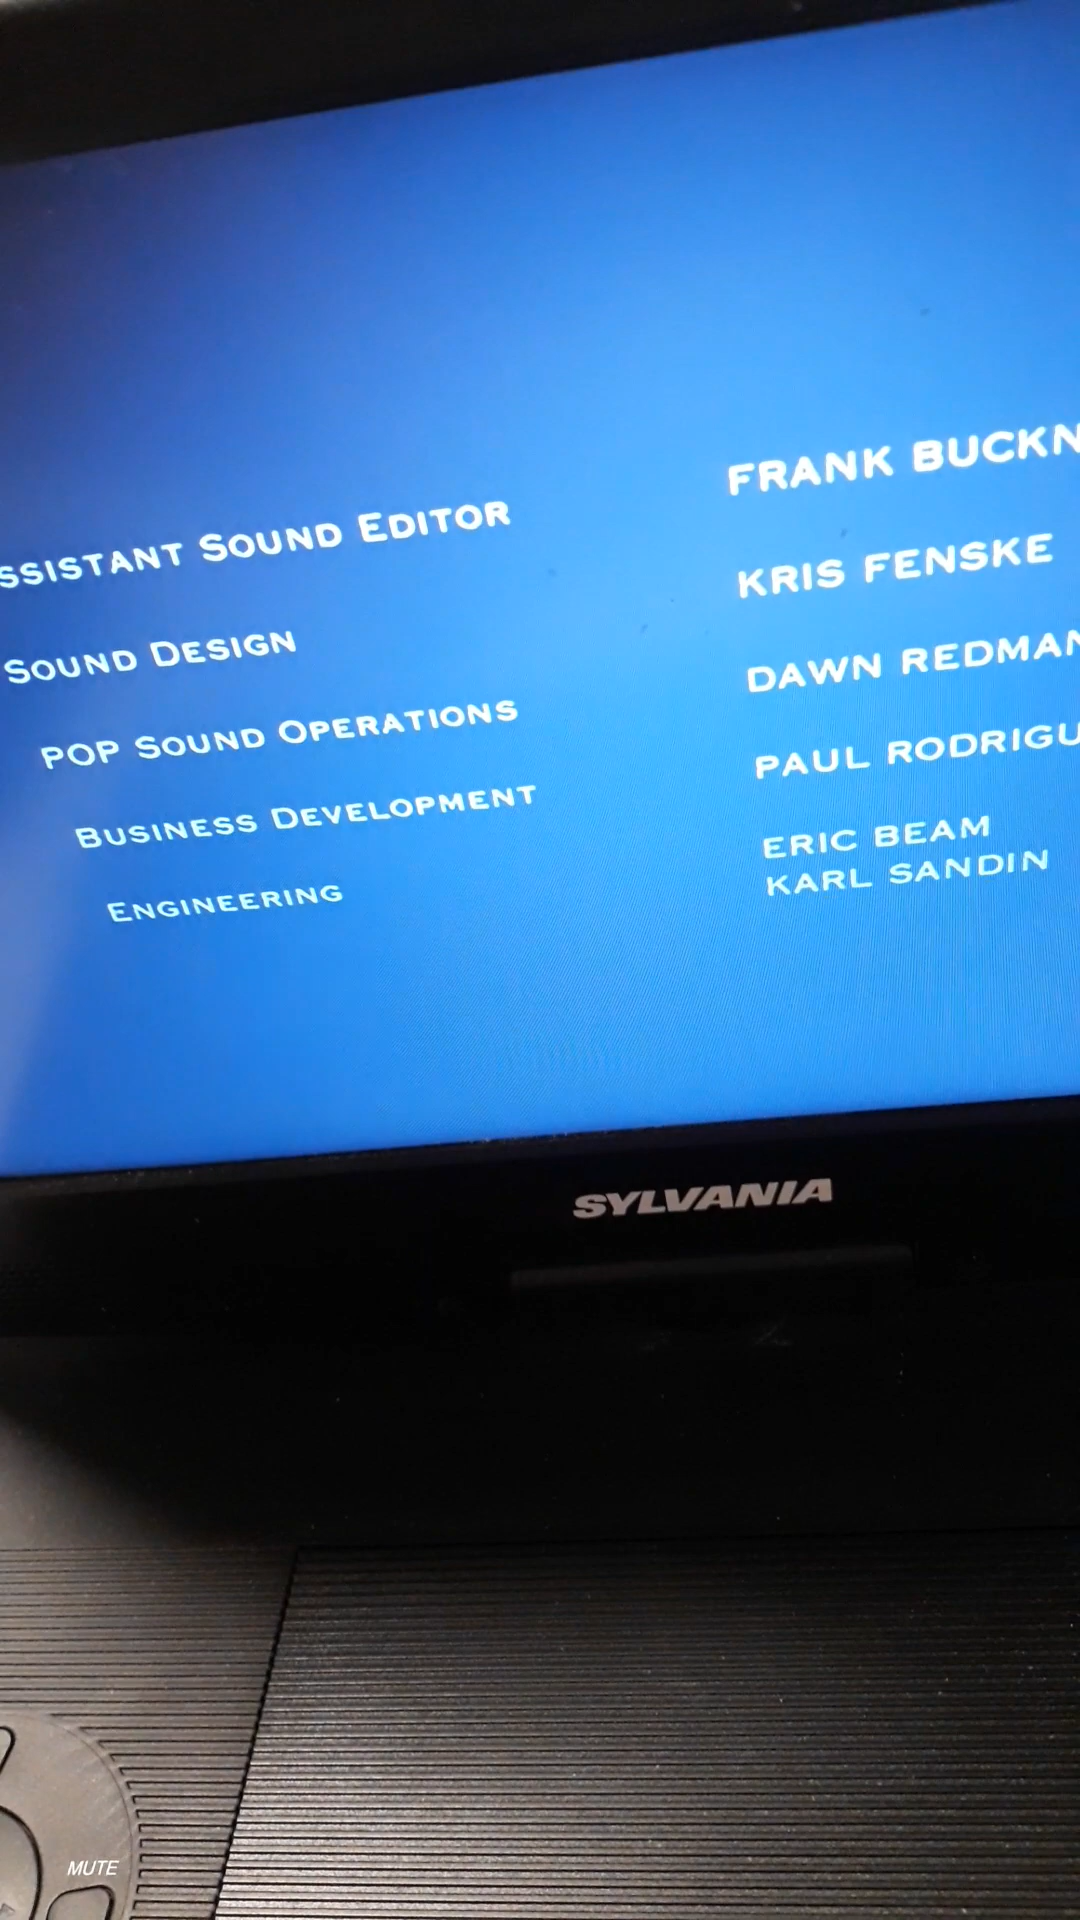 SSISTANT SOUND EDITOR FRANK BUCKN
SOUND DESIGN KRIS FENSKE
POP SOUND OPERATIONS DAWN REDMAN
BUSINESS DEVELOPMENT PAUL RODRIGU
ENGINEERING ERIC BEAM
KARL SANDIN
SYLVANIA
MUTE